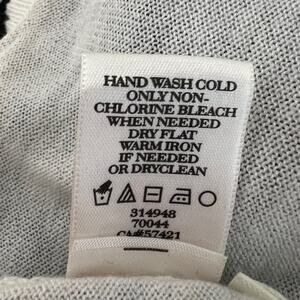 HAND WASH COLD
ONLY NON-
CHLORINE BLEACH
WHEN NEEDED
DRY FLAT
WARM IRON
IF NEEDED
OR DRYCLEAN
314948
70044
CA#57421